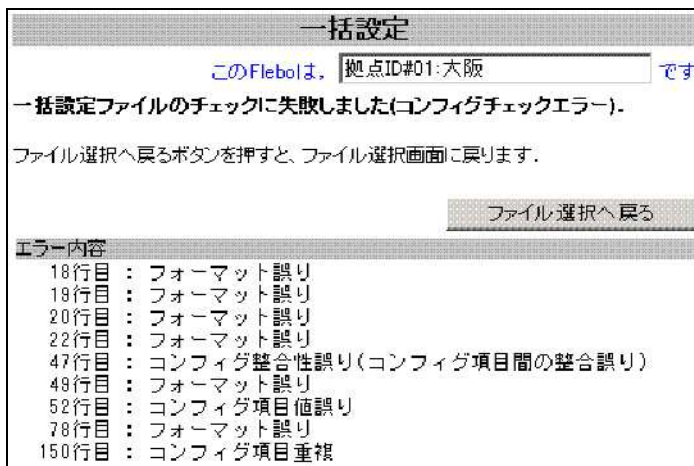 一括設定
このFlebolは, 拠点ID#01:大阪 です
一括設定ファイルのチェックに失敗しました(コンフィグチェックエラー).
ファイル選択へ戻るボタンを押すと、ファイル選択画面に戻ります.
ファイル選択へ戻る
エラー内容
18行目 : フォーマット誤り
19行目 : フォーマット誤り
20行目 : フォーマット誤り
22行目 : フォーマット誤り
47行目 : コンフィグ整合性誤り(コンフィグ項目間の整合誤り)
49行目 : フォーマット誤り
52行目 : コンフィグ項目値誤り
78行目 : フォーマット誤り
150行目 : コンフィグ項目重複